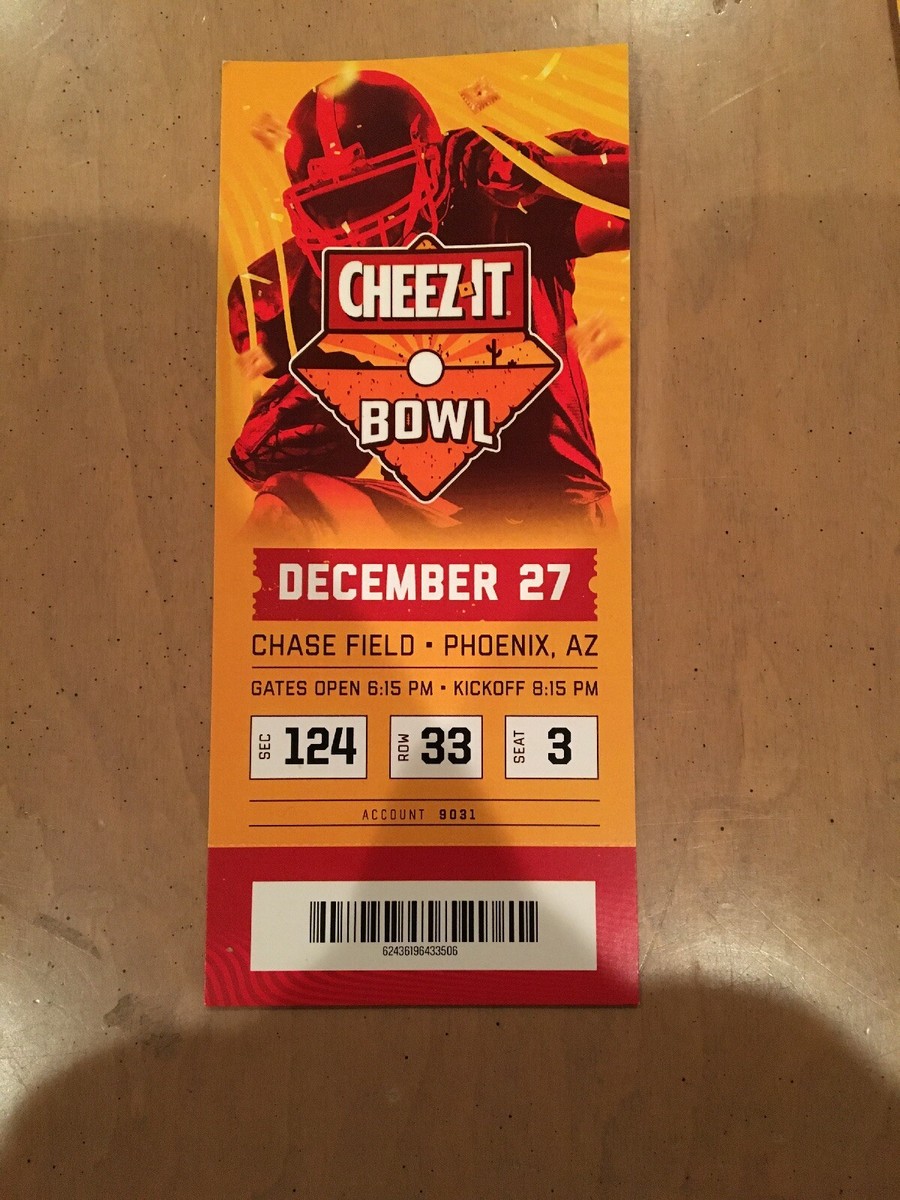 CHEEZ-IT
BOWL
DECEMBER 27
CHASE FIELD ▪ PHOENIX, AZ
GATES OPEN 6:15 PM ▪ KICKOFF 8:15 PM
SEC 124 ROW 33 SEAT 3
ACCOUNT 9031
62436196433506